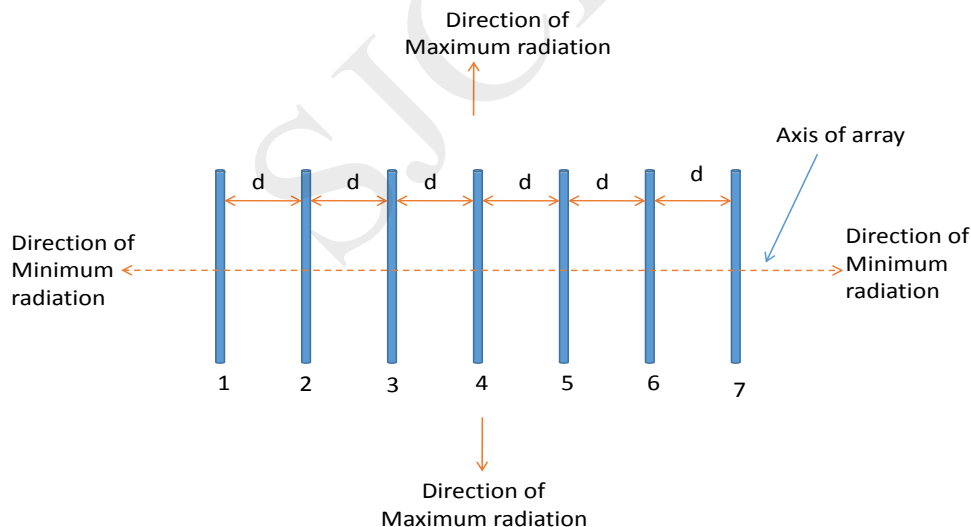 Direction of
Maximum radiation
Axis of array
d d d d d d
Direction of
Minimum
radiation
Direction of
Minimum
radiation
1 2 3 4 5 6 7
Direction of
Maximum radiation